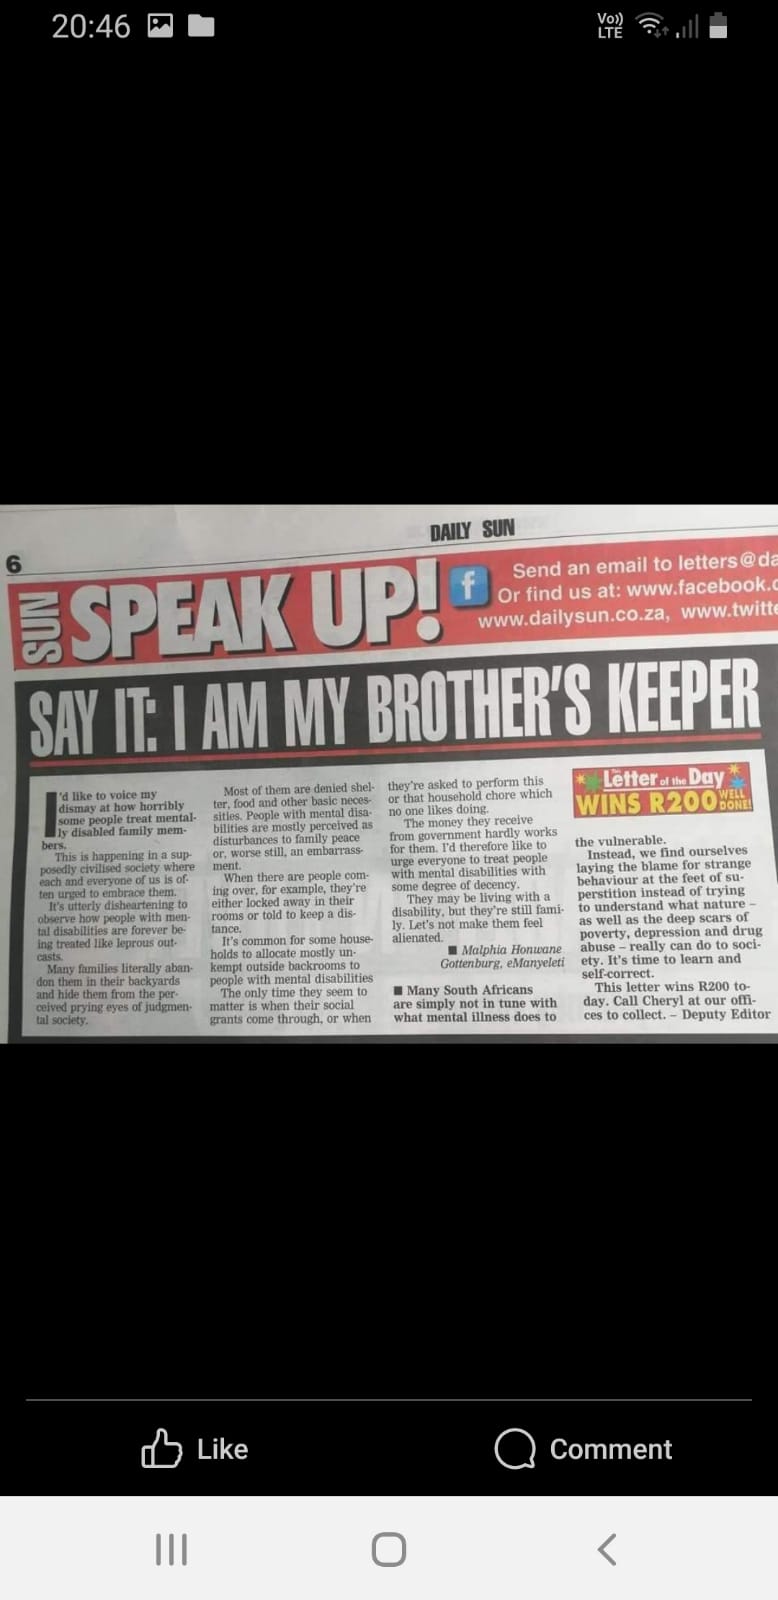 20:46
Vo))
LTE
DAILY SUN
6
SUN
SPEAK UP!
f
Send an email to letters@da
Or find us at: www.facebook.c
www.dailysun.co.za, www.twitte
SAY IT: I AM MY BROTHER'S KEEPER
I'd like to voice my
dismay at how horribly
some people treat mental-
ly disabled family mem-
bers.
This is happening in a sup-
posedly civilised society where
each and everyone of us is of-
ten urged to embrace them.
It's utterly disheartening to
observe how people with men-
tal disabilities are forever be-
ing treated like leprous out-
casts.
Many families literally aban-
don them in their backyards
and hide them from the per-
ceived prying eyes of judgmen-
tal society.
Most of them are denied shel-
ter, food and other basic neces-
sities. People with mental disa-
bilities are mostly perceived as
disturbances to family peace
or, worse still, an embarrass-
ment.
When there are people com-
ing over, for example, they're
either locked away in their
rooms or told to keep a dis-
tance.
It's common for some house-
holds to allocate mostly un-
kempt outside backrooms to
people with mental disabilities
The only time they seem to
matter is when their social
grants come through, or when
they're asked to perform this
or that household chore which
no one likes doing.
The money they receive
from government hardly works
for them. I'd therefore like to
urge everyone to treat people
with mental disabilities with
some degree of decency.
They may be living with a
disability, but they're still fami-
ly. Let's not make them feel
alienated.
■ Malphia Honwane
Gottenburg, eManyeleti
■ Many South Africans
are simply not in tune with
what mental illness does to
Letter of the Day
WINS R200 WELL DONE!
the vulnerable.
Instead, we find ourselves
laying the blame for strange
behaviour at the feet of su-
perstition instead of trying
to understand what nature –
as well as the deep scars of
poverty, depression and drug
abuse – really can do to soci-
ety. It's time to learn and
self-correct.
This letter wins R200 to-
day. Call Cheryl at our offi-
ces to collect. – Deputy Editor
Like
Comment